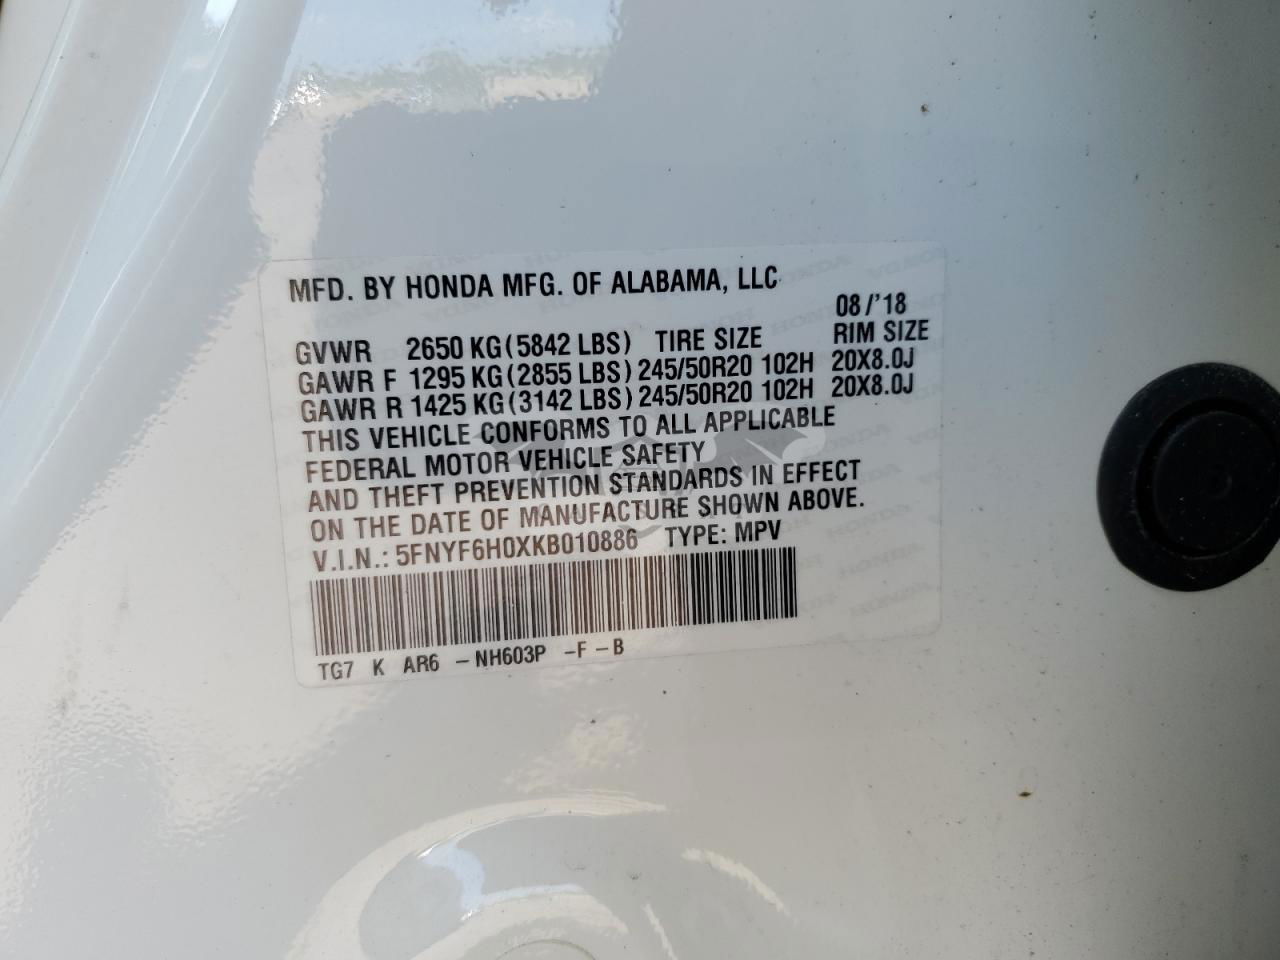 MFD. BY HONDA MFG. OF ALABAMA, LLC
08/'18
GVWR 2650 KG(5842 LBS) TIRE SIZE RIM SIZE
GAWR F 1295 KG(2855 LBS) 245/50R20 102H 20X8.0J
GAWR R 1425 KG(3142 LBS) 245/50R20 102H 20X8.0J
THIS VEHICLE CONFORMS TO ALL APPLICABLE
FEDERAL MOTOR VEHICLE SAFETY
AND THEFT PREVENTION STANDARDS IN EFFECT
ON THE DATE OF MANUFACTURE SHOWN ABOVE.
V.I.N.: 5FNYF6H0XKB010886 TYPE: MPV
TG7 K AR6 -NH603P -F-B